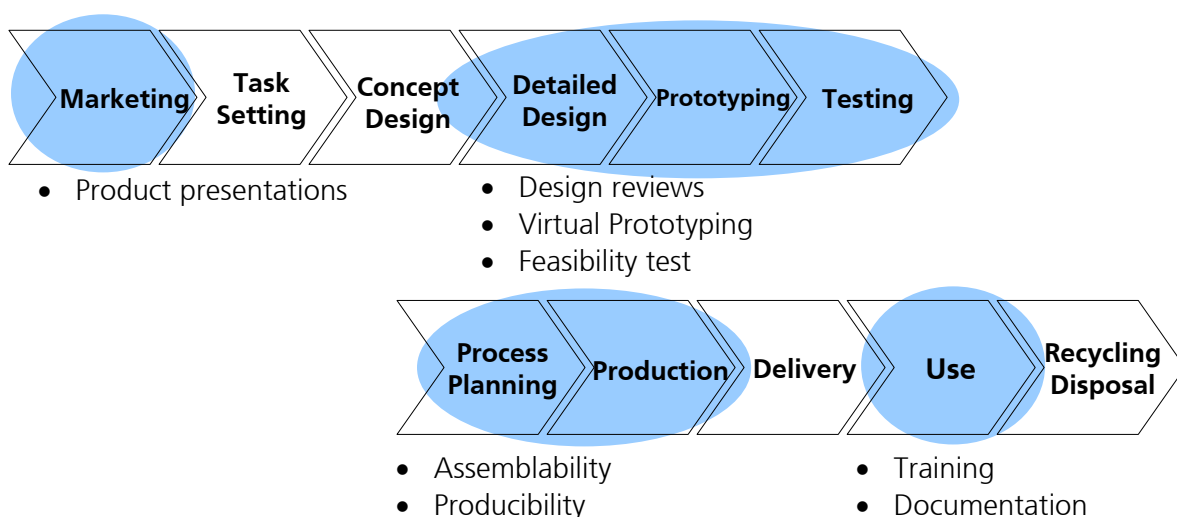 Marketing
Task
Setting
Concept
Design
Detailed
Design
Prototyping
Testing
• Product presentations
• Design reviews
• Virtual Prototyping
• Feasibility test
Process
Planning
Production
Delivery
Use
Recycling
Disposal
• Assemblability
• Producibility
• Training
• Documentation